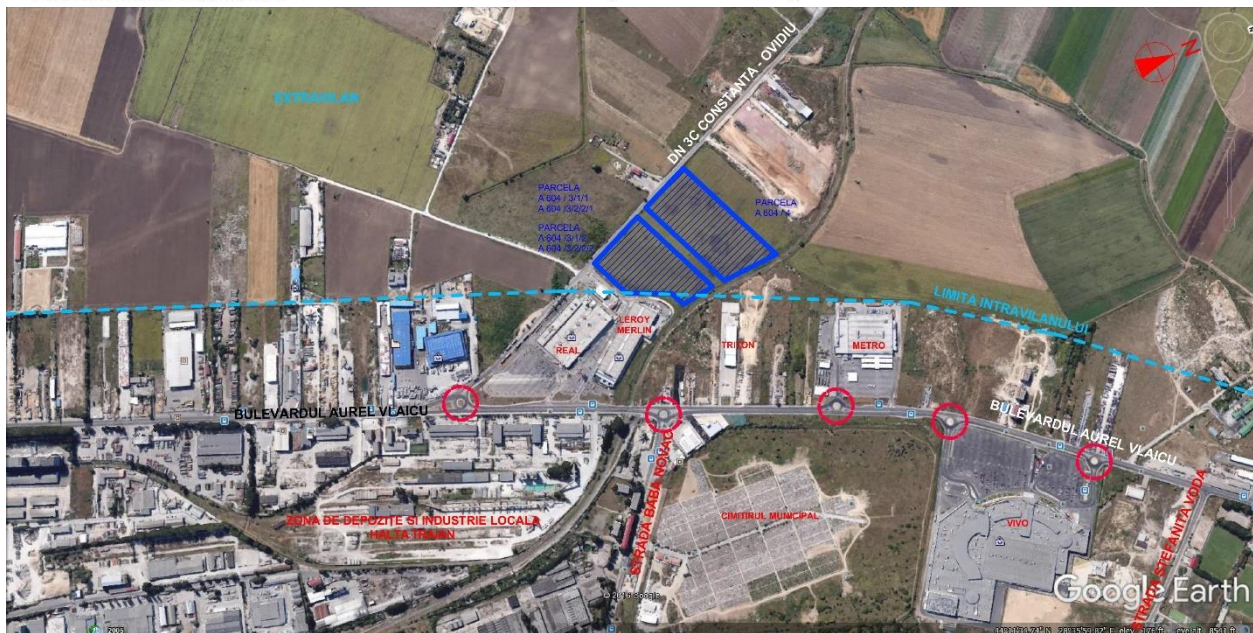 N
EXTRAVILAN
DN 3C CONSTANTA - OVIDIU
PARCELA
A 604 / 3/1/1
A 604 /3/2/2/1
PARCELA
A 604 /3/1/2
A 604 /3/2/2/2
PARCELA
A 604 /4
LIMITA INTRAVILANULUI
LEROY
MERLIN
REAL
TRITON
METRO
BULEVARDUL AUREL VLAICU
BULEVARDUL AUREL VLAICU
STRADA BABA NOVAC
CIMITIRUL MUNICIPAL
VIVO
STRADA STEFANITA VODA
ZONA DE DEPOZITE SI INDUSTRIE LOCALA
HALTA TRAIAN
Google Earth
2005